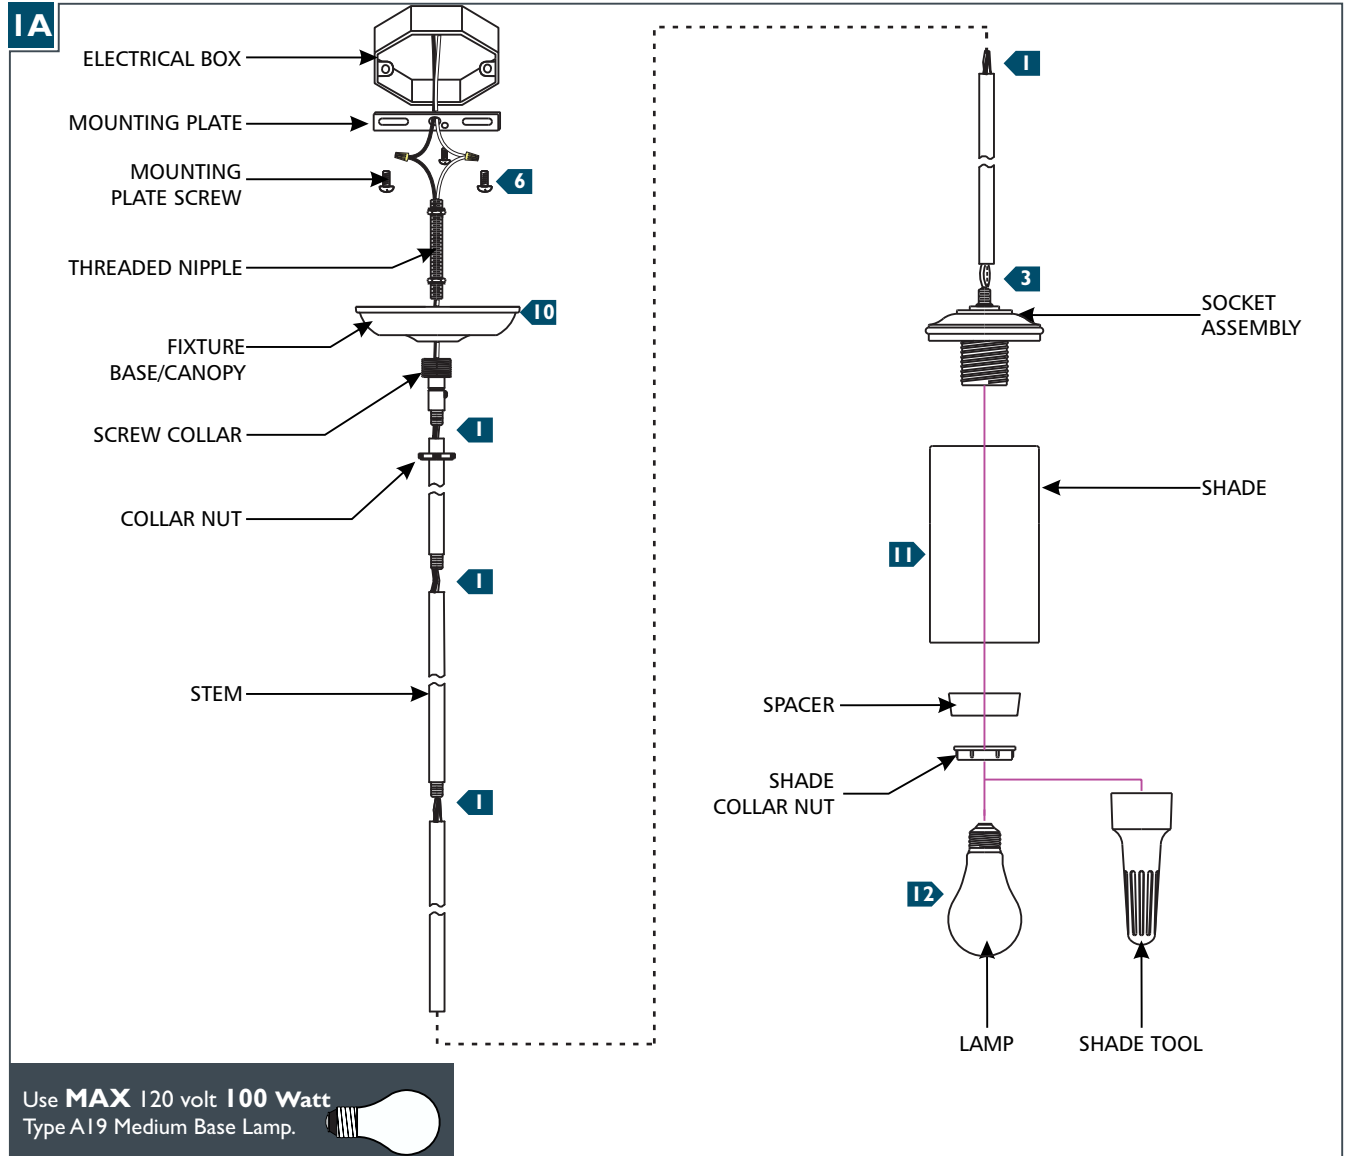 1A
ELECTRICAL BOX
MOUNTING PLATE
MOUNTING
PLATE SCREW
6
THREADED NIPPLE
10
FIXTURE
BASE/CANOPY
SCREW COLLAR
1
COLLAR NUT
1
STEM
1
1
3
SOCKET
ASSEMBLY
SHADE
11
SPACER
SHADE
COLLAR NUT
12
LAMP
SHADE TOOL
Use MAX 120 volt 100 Watt
Type A19 Medium Base Lamp.